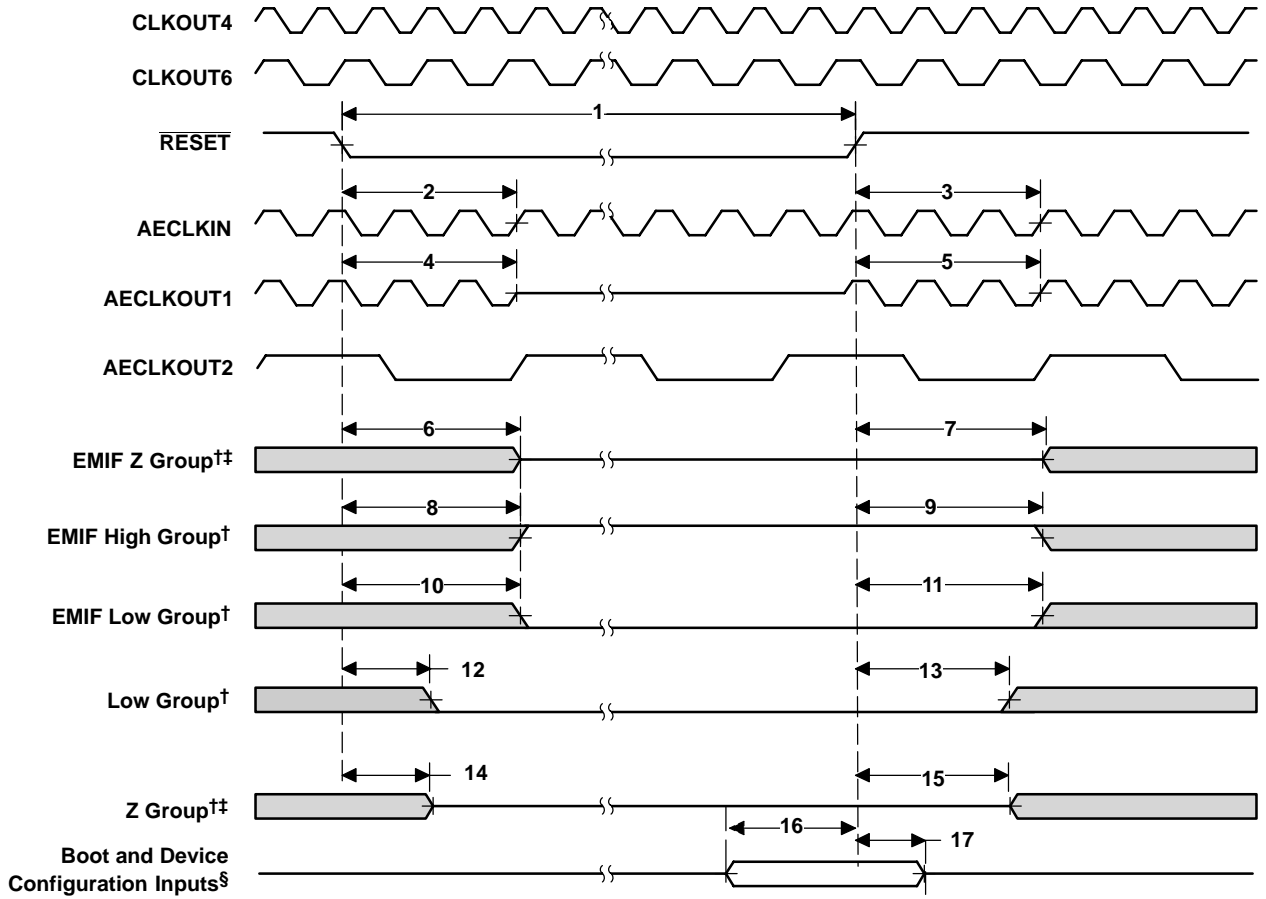 CLKOUT4
CLKOUT6
1
RESET
2
3
AECLKIN
4
5
AECLKOUT1
AECLKOUT2
6
7
EMIF Z Group†‡
8
9
EMIF High Group†
10
11
EMIF Low Group†
12
13
Low Group†
14
15
Z Group†‡
16
17
Boot and Device
Configuration Inputs§